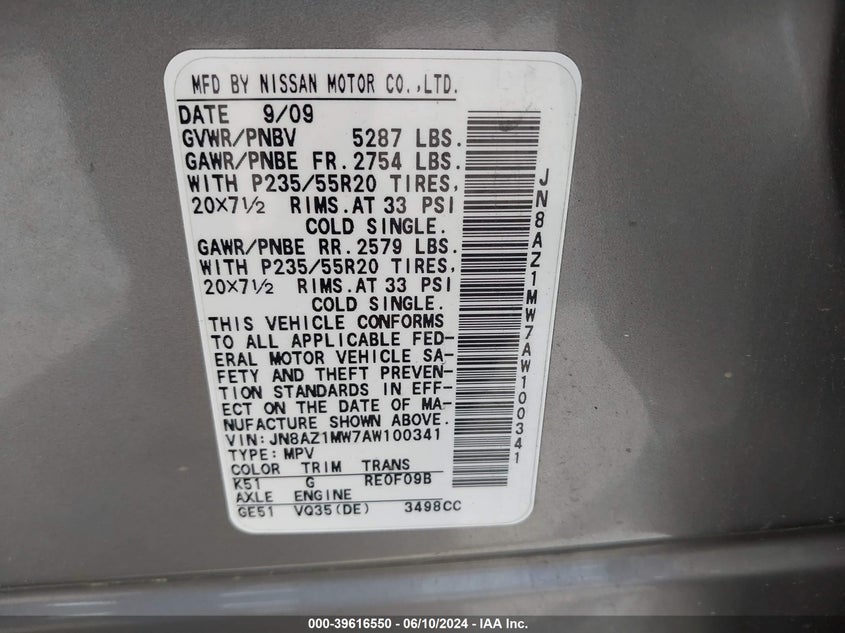 MFD BY NISSAN MOTOR CO.,LTD.
DATE 9/09
GVWR/PNBV 5287 LBS.
GAWR/PNBE FR. 2754 LBS.
WITH P235/55R20 TIRES,
20×7½ RIMS.AT 33 PSI
COLD SINGLE.
GAWR/PNBE RR. 2579 LBS.
WITH P235/55R20 TIRES,
20×7½ RIMS.AT 33 PSI
COLD SINGLE.
THIS VEHICLE CONFORMS
TO ALL APPLICABLE FED-
ERAL MOTOR VEHICLE SA-
FETY AND THEFT PREVEN-
TION STANDARDS IN EFF-
ECT ON THE DATE OF MA-
NUFACTURE SHOWN ABOVE.
VIN:JN8AZ1MW7AW100341
TYPE:MPV
COLOR TRIM TRANS
K51 G RE0F09B
AXLE ENGINE
GE51 VQ35(DE) 3498CC
JN8AZ1MW7AW100341
000-39616550 - 06/10/2024 - IAA Inc.